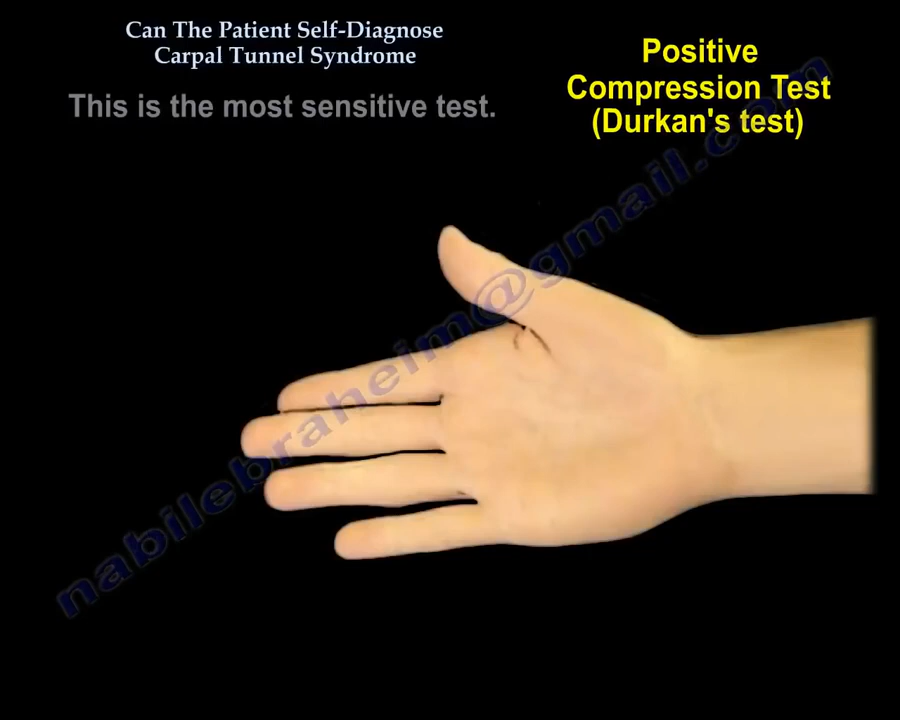 Can The Patient Self-Diagnose
Carpal Tunnel Syndrome
This is the most sensitive test.
Positive
Compression Test
(Durkan's test)
nabilebraheim@gmail.com